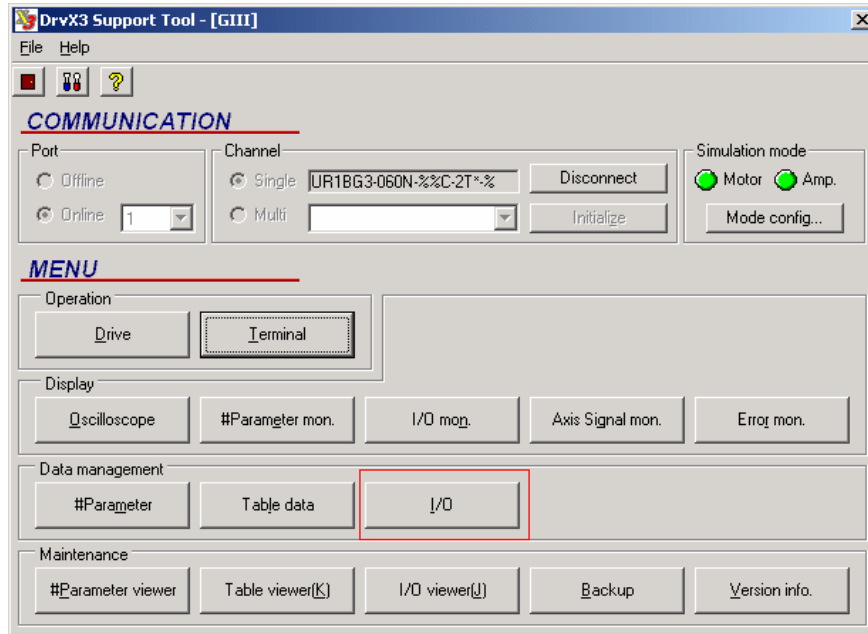 DrvX3 Support Tool - [GIII]
File Help
COMMUNICATION
Port
Offline
Online 1
Channel
Single UR1BG3-060N-%%C-2T*-% Disconnect
Multi Initialize
Simulation mode
Motor Amp.
Mode config...
MENU
Operation
Drive Terminal
Display
Oscilloscope #Parameter mon. I/O mon. Axis Signal mon. Error mon.
Data management
#Parameter Table data I/O
Maintenance
#Parameter viewer Table viewer(K) I/O viewer(J) Backup Version info.